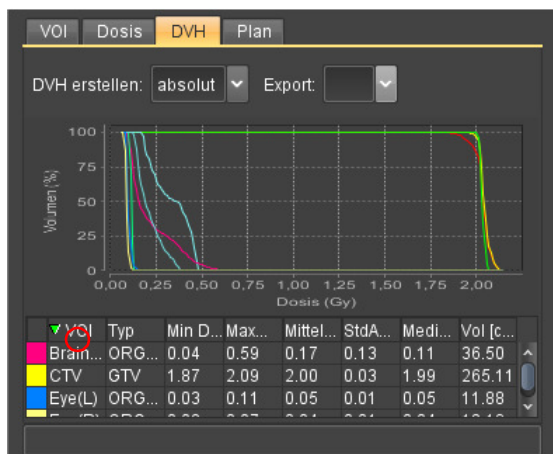 VOI Dosis DVH Plan
DVH erstellen: absolut Export:
100
75
50
25
0
Volumen (%)
0,00 0,25 0,50 0,75 1,00 1,25 1,50 1,75 2,00
Dosis (Gy)
VOI Typ Min D... Max... Mittel... StdA... Medi... Vol [c...
Brain... ORG... 0.04 0.59 0.17 0.13 0.11 36.50
CTV GTV 1.87 2.09 2.00 0.03 1.99 265.11
Eye(L) ORG... 0.03 0.11 0.05 0.01 0.05 11.88